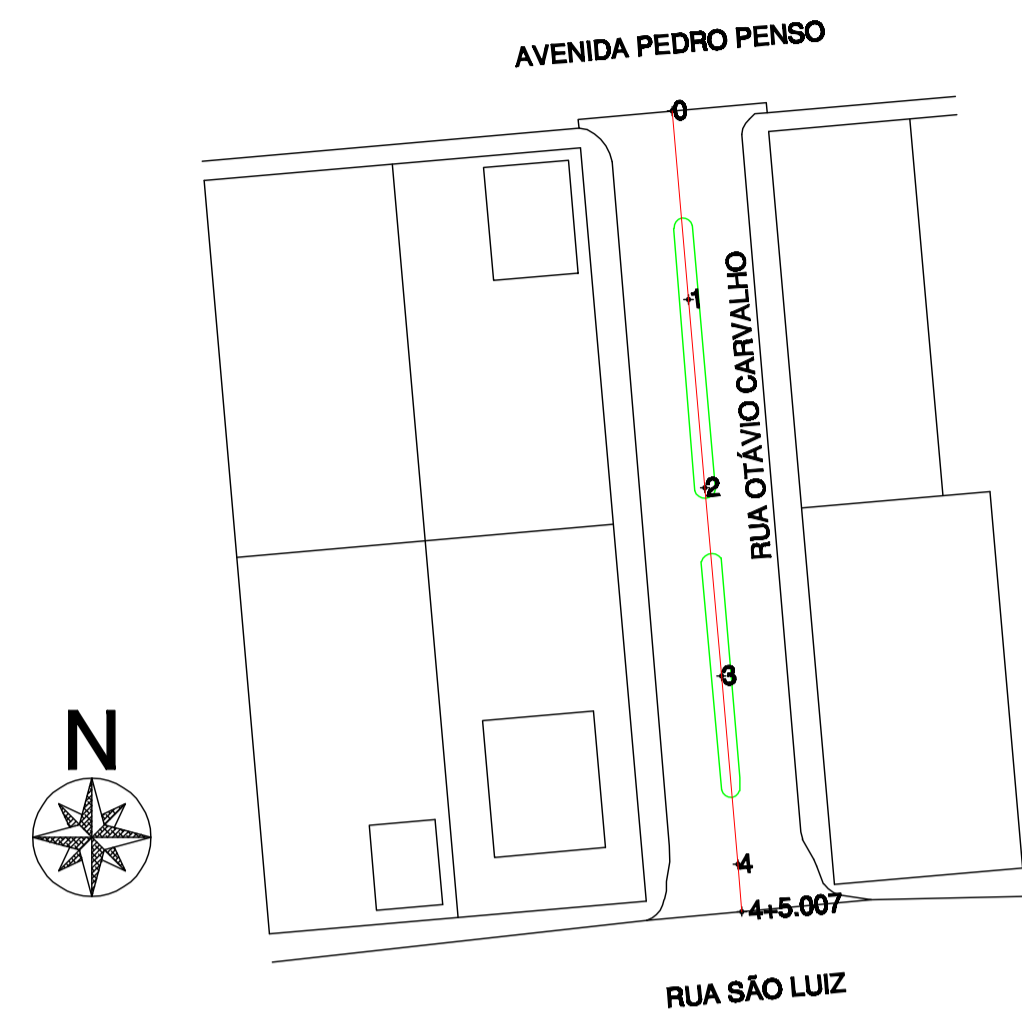 AVENIDA PEDRO PENSO
0
1
RUA OTÁVIO CARVALHO
2
3
N
4
4+5.007
RUA SÃO LUIZ